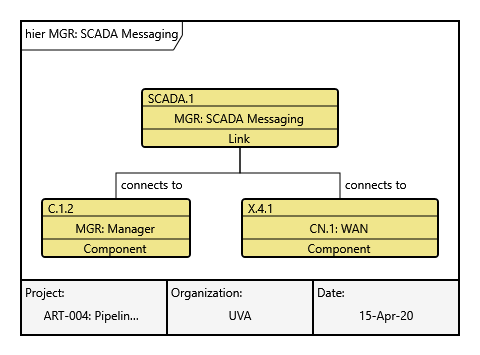 hier MGR: SCADA Messaging
SCADA.1
MGR: SCADA Messaging
Link
connects to
connects to
C.1.2
MGR: Manager
Component
X.4.1
CN.1: WAN
Component
Project:
ART-004: Pipelin...
Organization:
UVA
Date:
15-Apr-20